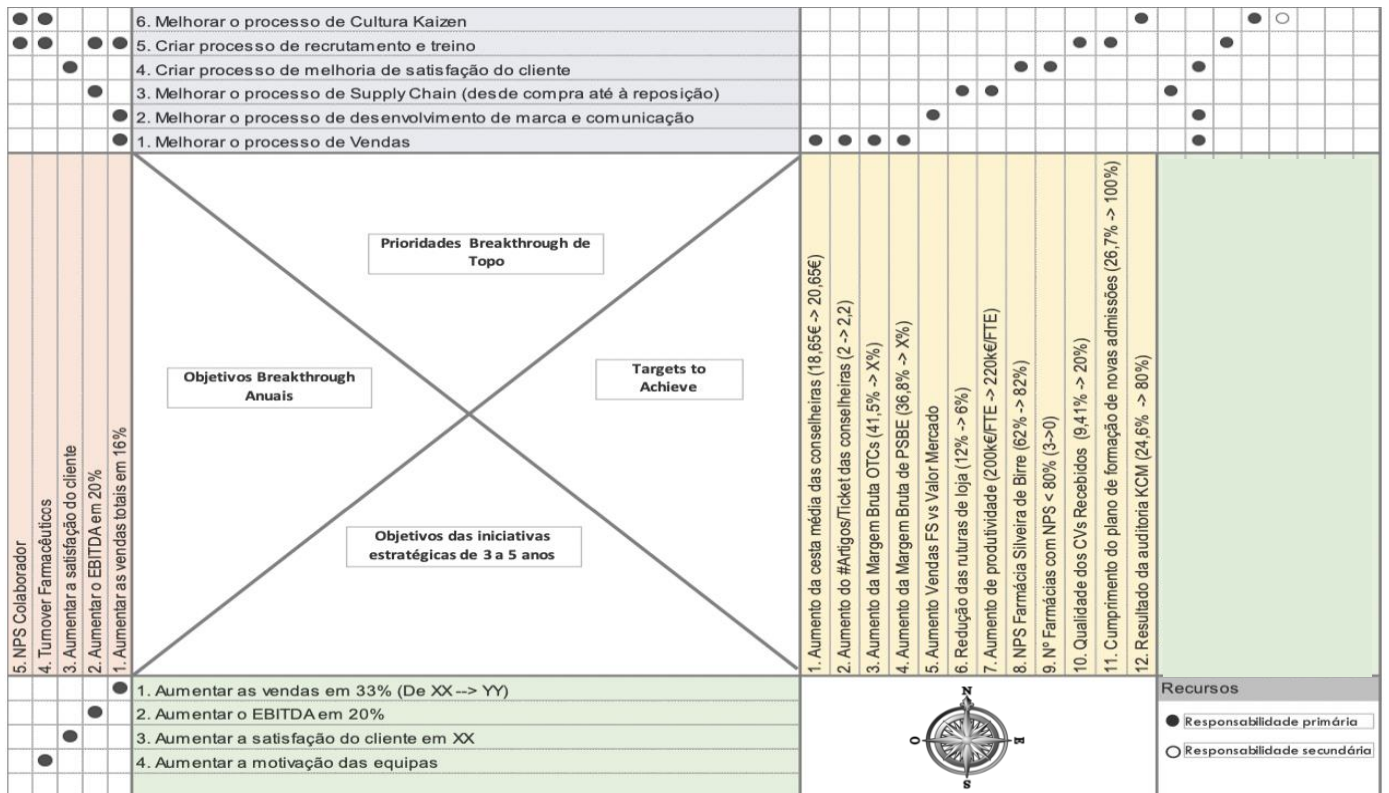 6. Melhorar o processo de Cultura Kaizen
5. Criar processo de recrutamento e treino
4. Criar processo de melhoria de satisfação do cliente
3. Melhorar o processo de Supply Chain (desde compra até à reposição)
2. Melhorar o processo de desenvolvimento de marca e comunicação
1. Melhorar o processo de Vendas
5. NPS Colaborador
4. Turnover Farmacêuticos
3. Aumentar a satisfação do cliente
2. Aumentar o EBITDA em 20%
1. Aumentar as vendas totais em 16%
Prioridades Breakthrough de
Topo
Objetivos Breakthrough
Anuais
Targets to
Achieve
Objetivos das iniciativas
estratégicas de 3 a 5 anos
1. Aumento da cesta média das conselheiras (18,65€ -> 20,65€)
2. Aumento do #Artigos/Ticket das conselheiras (2 -> 2,2)
3. Aumento da Margem Bruta OTCs (41,5% -> X%)
4. Aumento da Margem Bruta de PSBE (36,8% -> X%)
5. Aumento Vendas FS vs Valor Mercado
6. Redução das ruturas de loja (12% -> 6%)
7. Aumento de produtividade (200k€/FTE -> 220k€/FTE)
8. NPS Farmácia Silveira de Birre (62% -> 82%)
9. Nº Farmácias com NPS < 80% (3->0)
10. Qualidade dos CVs Recebidos (9,41% -> 20%)
11. Cumprimento do plano de formação de novas admissões (26,7% -> 100%)
12. Resultado da auditoria KCM (24,6% -> 80%)
1. Aumentar as vendas em 33% (De XX --> YY)
2. Aumentar o EBITDA em 20%
3. Aumentar a satisfação do cliente em XX
4. Aumentar a motivação das equipas
N
O
E
S
Recursos
Responsabilidade primária
Responsabilidade secundária